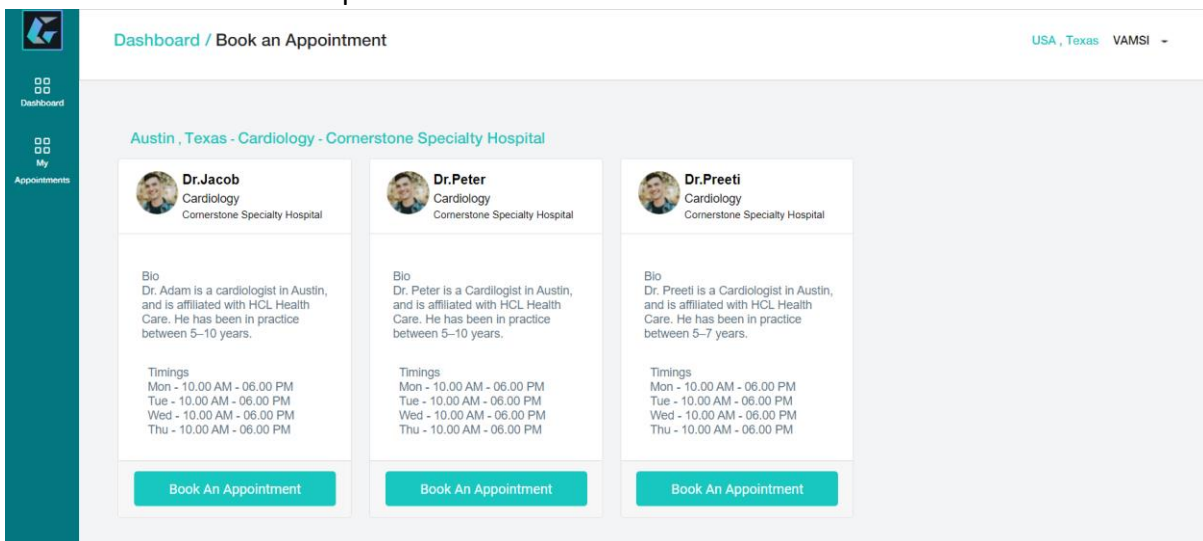 Dashboard / Book an Appointment
USA , Texas VAMSI
Dashboard
My
Appointments
Austin , Texas - Cardiology - Cornerstone Specialty Hospital
Dr.Jacob
Cardiology
Cornerstone Specialty Hospital
Bio
Dr. Adam is a cardiologist in Austin,
and is affiliated with HCL Health
Care. He has been in practice
between 5–10 years.
Timings
Mon - 10.00 AM - 06.00 PM
Tue - 10.00 AM - 06.00 PM
Wed - 10.00 AM - 06.00 PM
Thu - 10.00 AM - 06.00 PM
Book An Appointment
Dr.Peter
Cardiology
Cornerstone Specialty Hospital
Bio
Dr. Peter is a Cardilogist in Austin,
and is affiliated with HCL Health
Care. He has been in practice
between 5–10 years.
Timings
Mon - 10.00 AM - 06.00 PM
Tue - 10.00 AM - 06.00 PM
Wed - 10.00 AM - 06.00 PM
Thu - 10.00 AM - 06.00 PM
Book An Appointment
Dr.Preeti
Cardiology
Cornerstone Specialty Hospital
Bio
Dr. Preeti is a Cardiologist in Austin,
and is affiliated with HCL Health
Care. He has been in practice
between 5–7 years.
Timings
Mon - 10.00 AM - 06.00 PM
Tue - 10.00 AM - 06.00 PM
Wed - 10.00 AM - 06.00 PM
Thu - 10.00 AM - 06.00 PM
Book An Appointment